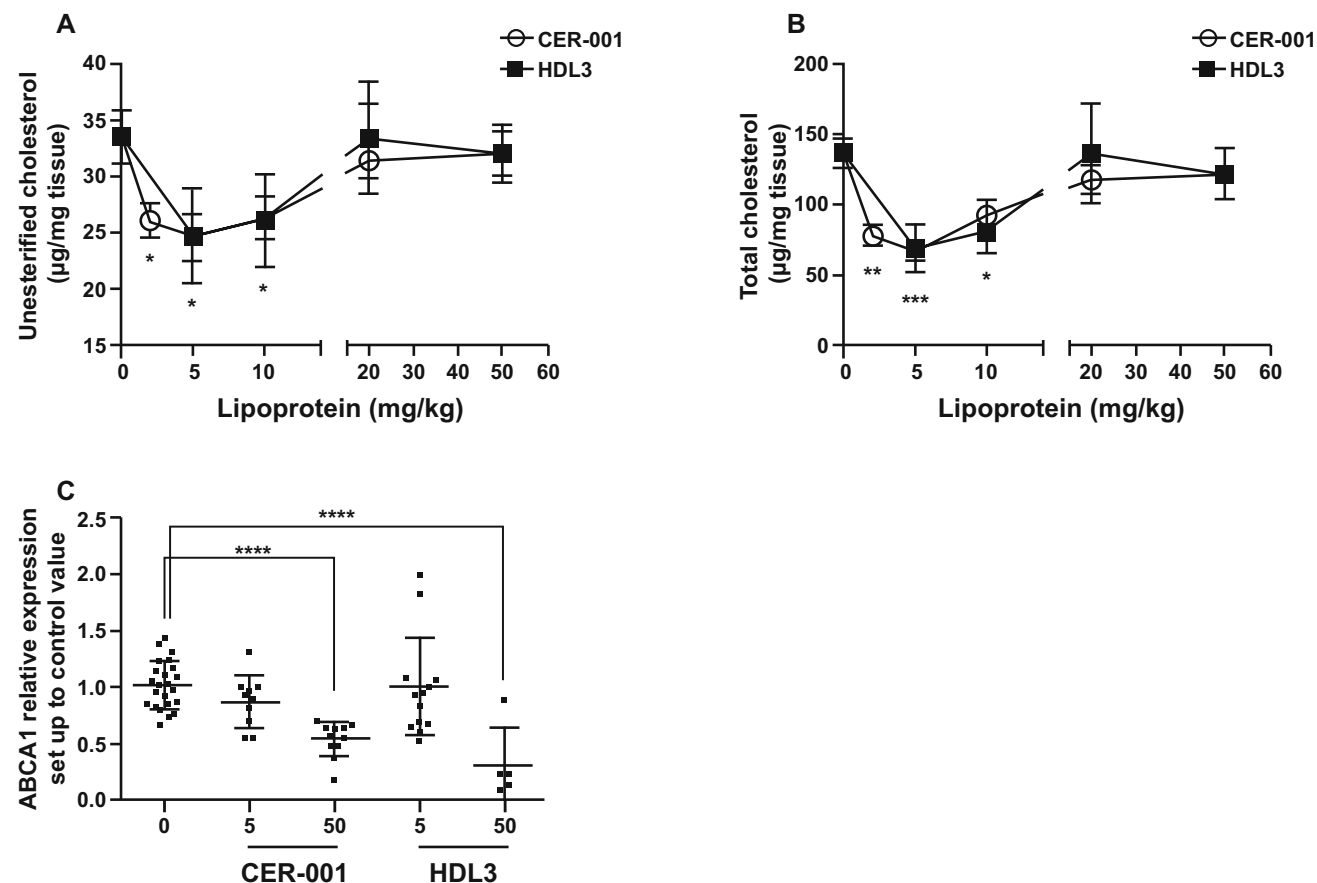 A
CER-001
HDL3
Unesterified cholesterol
(µg/mg tissue)
40
35
30
25
20
15
*
*
*
0 5 10 20 30 40 50 60
Lipoprotein (mg/kg)
B
CER-001
HDL3
Total cholesterol
(µg/mg tissue)
200
150
100
50
0
**
***
*
0 5 10 20 30 40 50 60
Lipoprotein (mg/kg)
C
ABCA1 relative expression
set up to control value
2.5
2.0
1.5
1.0
0.5
0.0
****
****
0 5 50 5 50
CER-001 HDL3